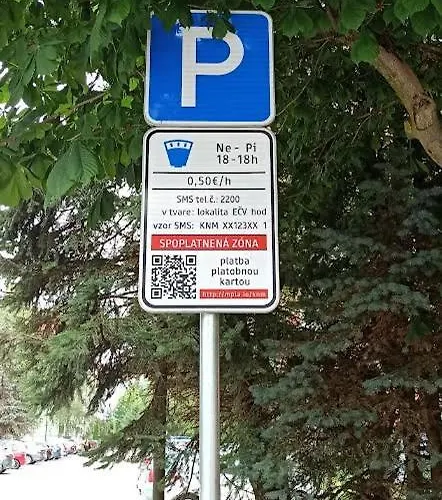 P
Ne - Pi
18-18h
0,50€/h
SMS tel.č.: 2200
v tvare: lokalita EČV hod
vzor SMS: KNM XX123XX 1
SPOPLATNENÁ ZÓNA
platba
platobnou
kartou